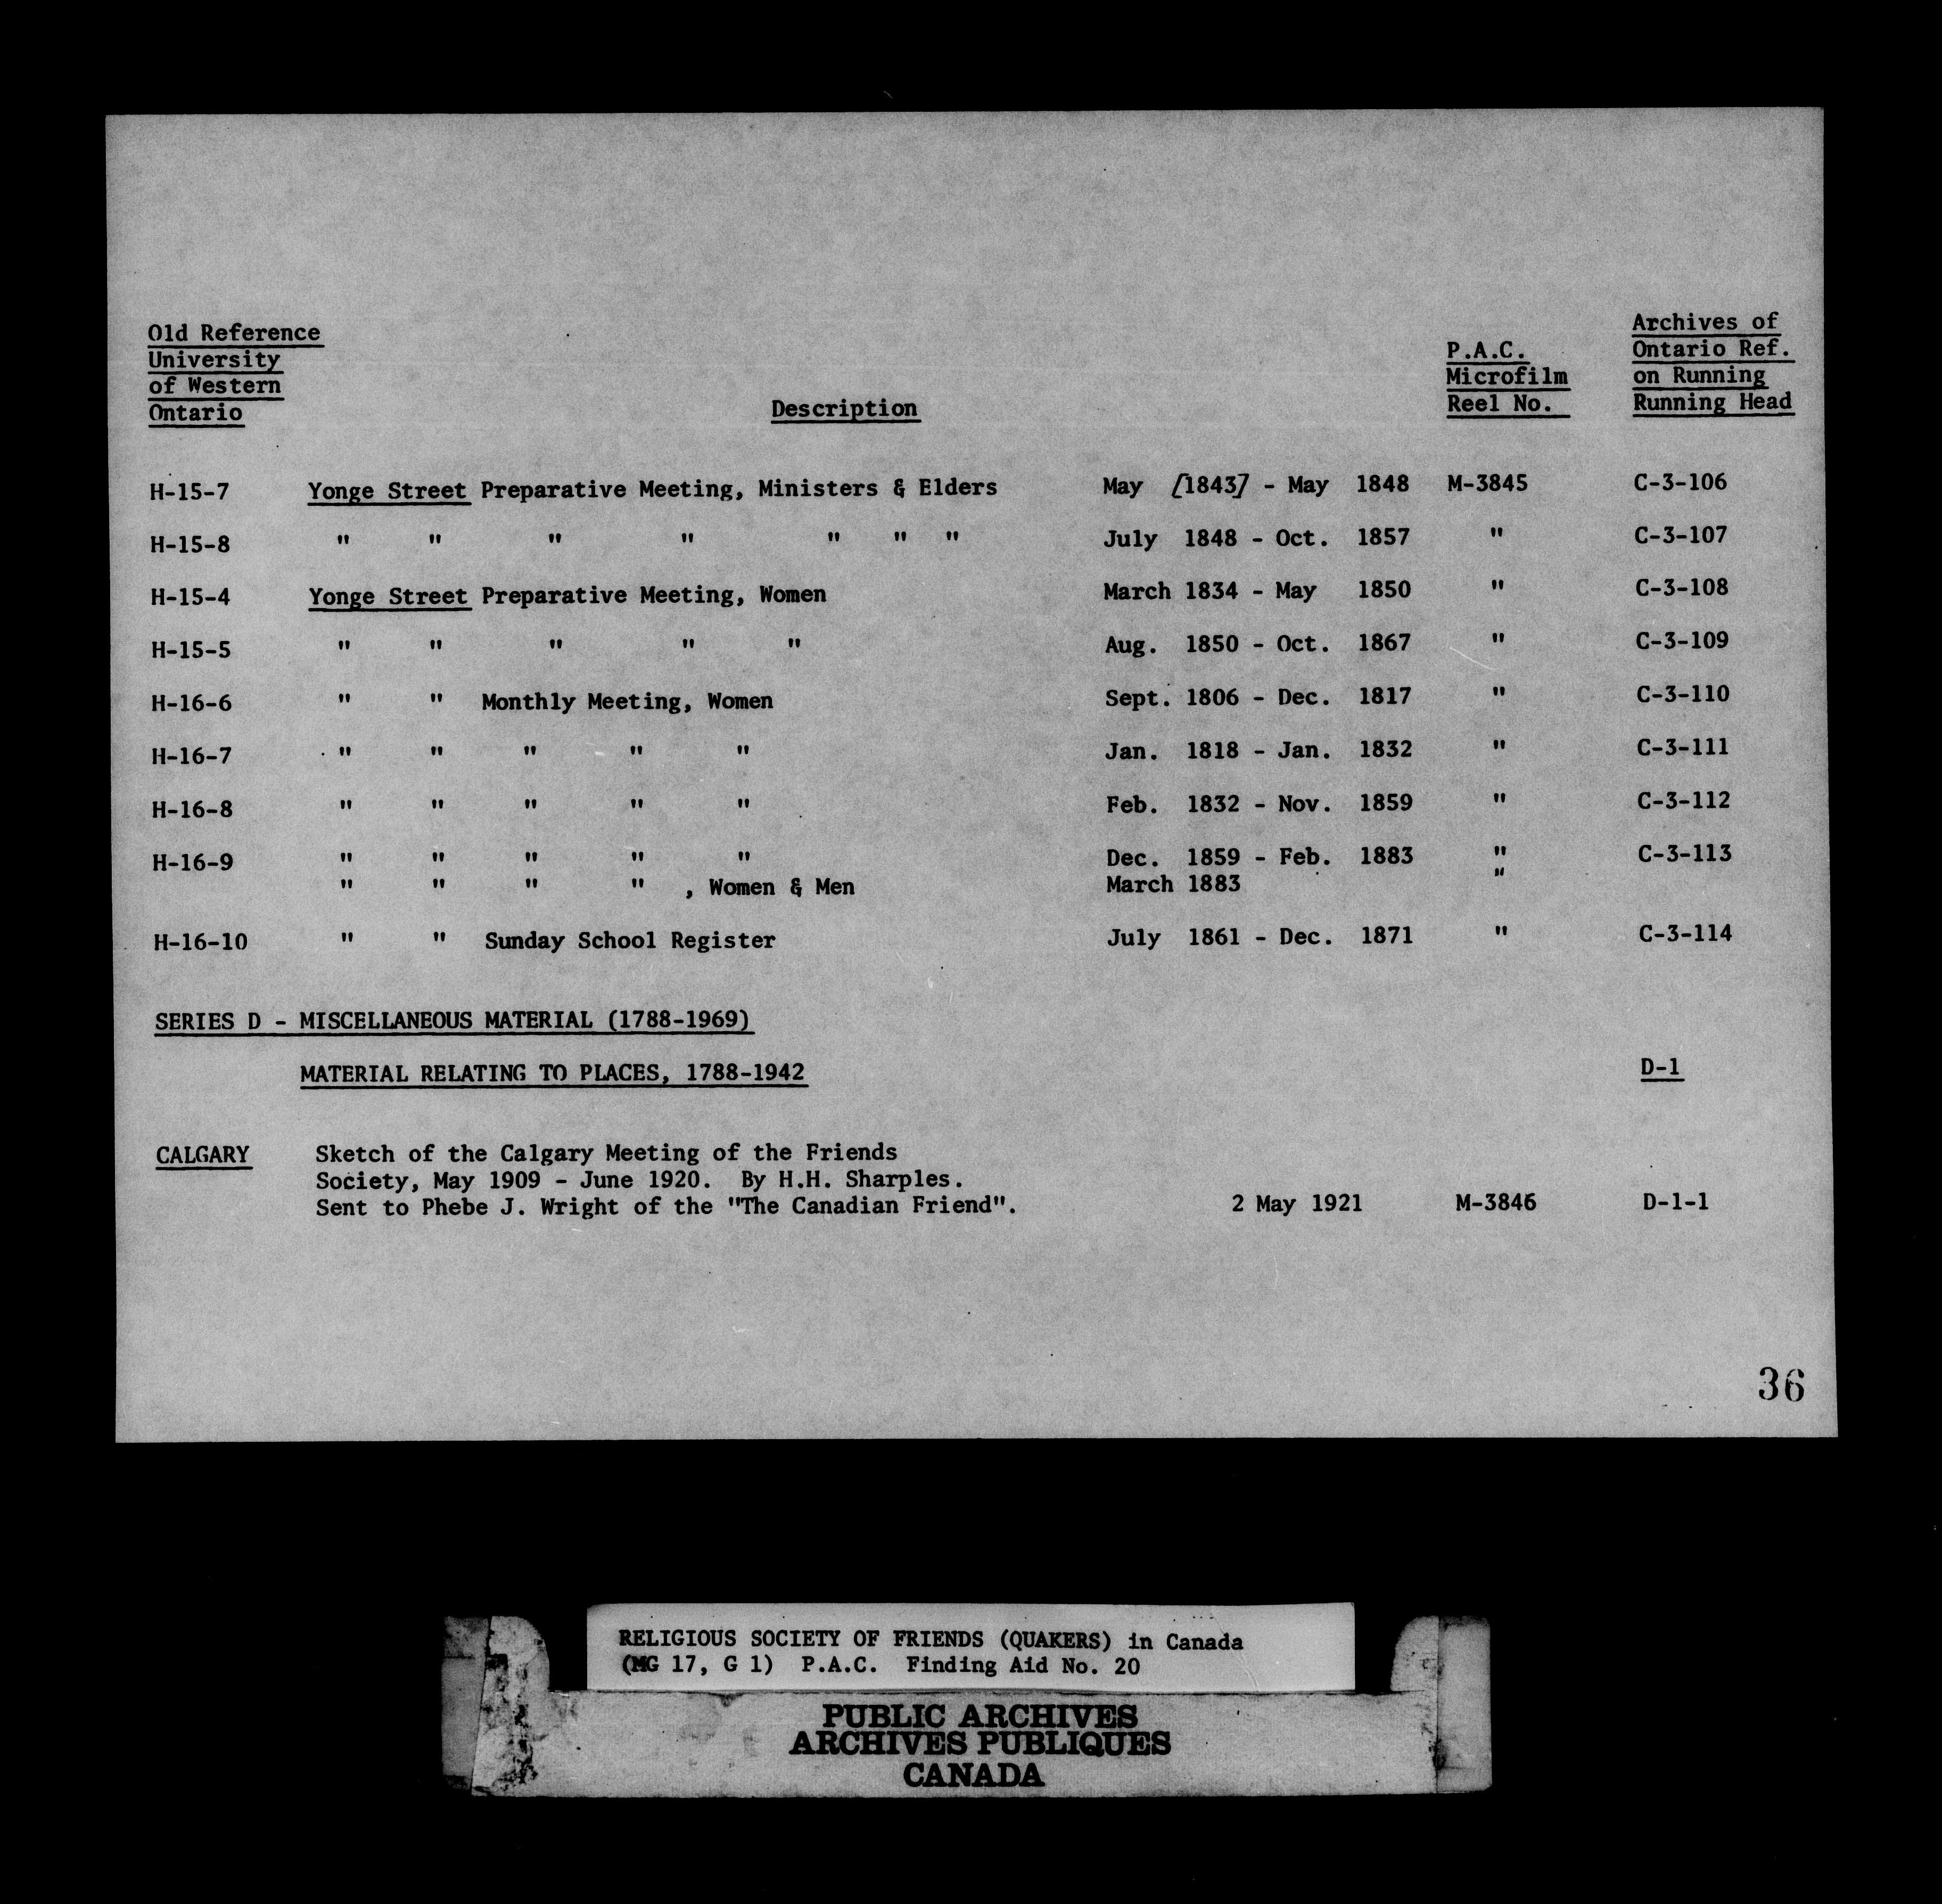 Old Reference
University
of Western
Ontario
Description
P.A.C.
Microfilm
Reel No.
Archives of
Ontario Ref.
on Running
Running Head
H-15-7 Yonge Street Preparative Meeting, Ministers & Elders May [1843] - May 1848 M-3845 C-3-106
H-15-8 " " " " " " " July 1848 - Oct. 1857 " C-3-107
H-15-4 Yonge Street Preparative Meeting, Women March 1834 - May 1850 " C-3-108
H-15-5 " " " " " Aug. 1850 - Oct. 1867 " C-3-109
H-16-6 " " Monthly Meeting, Women Sept. 1806 - Dec. 1817 " C-3-110
H-16-7 " " " " " Jan. 1818 - Jan. 1832 " C-3-111
H-16-8 " " " " " Feb. 1832 - Nov. 1859 " C-3-112
H-16-9 " " " " " Dec. 1859 - Feb. 1883 " C-3-113
" " " " , Women & Men March 1883 "
H-16-10 " " Sunday School Register July 1861 - Dec. 1871 " C-3-114
SERIES D - MISCELLANEOUS MATERIAL (1788-1969)
MATERIAL RELATING TO PLACES, 1788-1942 D-1
CALGARY Sketch of the Calgary Meeting of the Friends
Society, May 1909 - June 1920. By H.H. Sharples.
Sent to Phebe J. Wright of the "The Canadian Friend". 2 May 1921 M-3846 D-1-1
36
RELIGIOUS SOCIETY OF FRIENDS (QUAKERS) in Canada
(MG 17, G 1) P.A.C. Finding Aid No. 20
PUBLIC ARCHIVES
ARCHIVES PUBLIQUES
CANADA